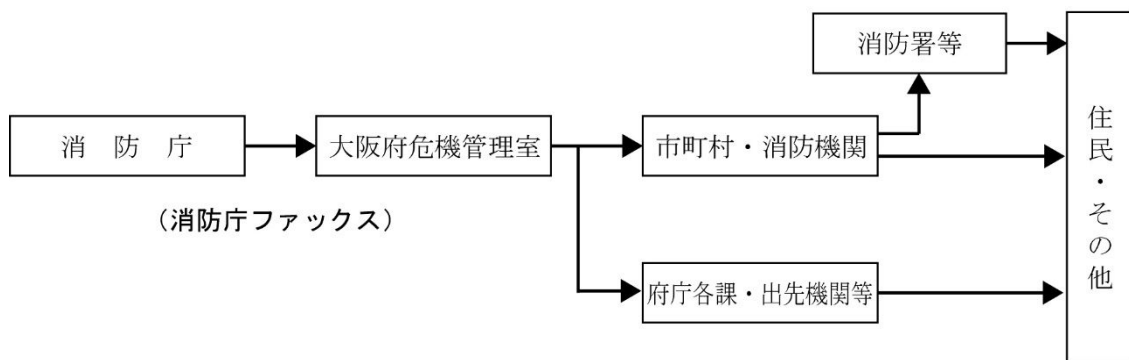 消防署等
消　防　庁
大阪府危機管理室
市町村・消防機関
（消防庁ファックス）
府庁各課・出先機関等
住民・その他